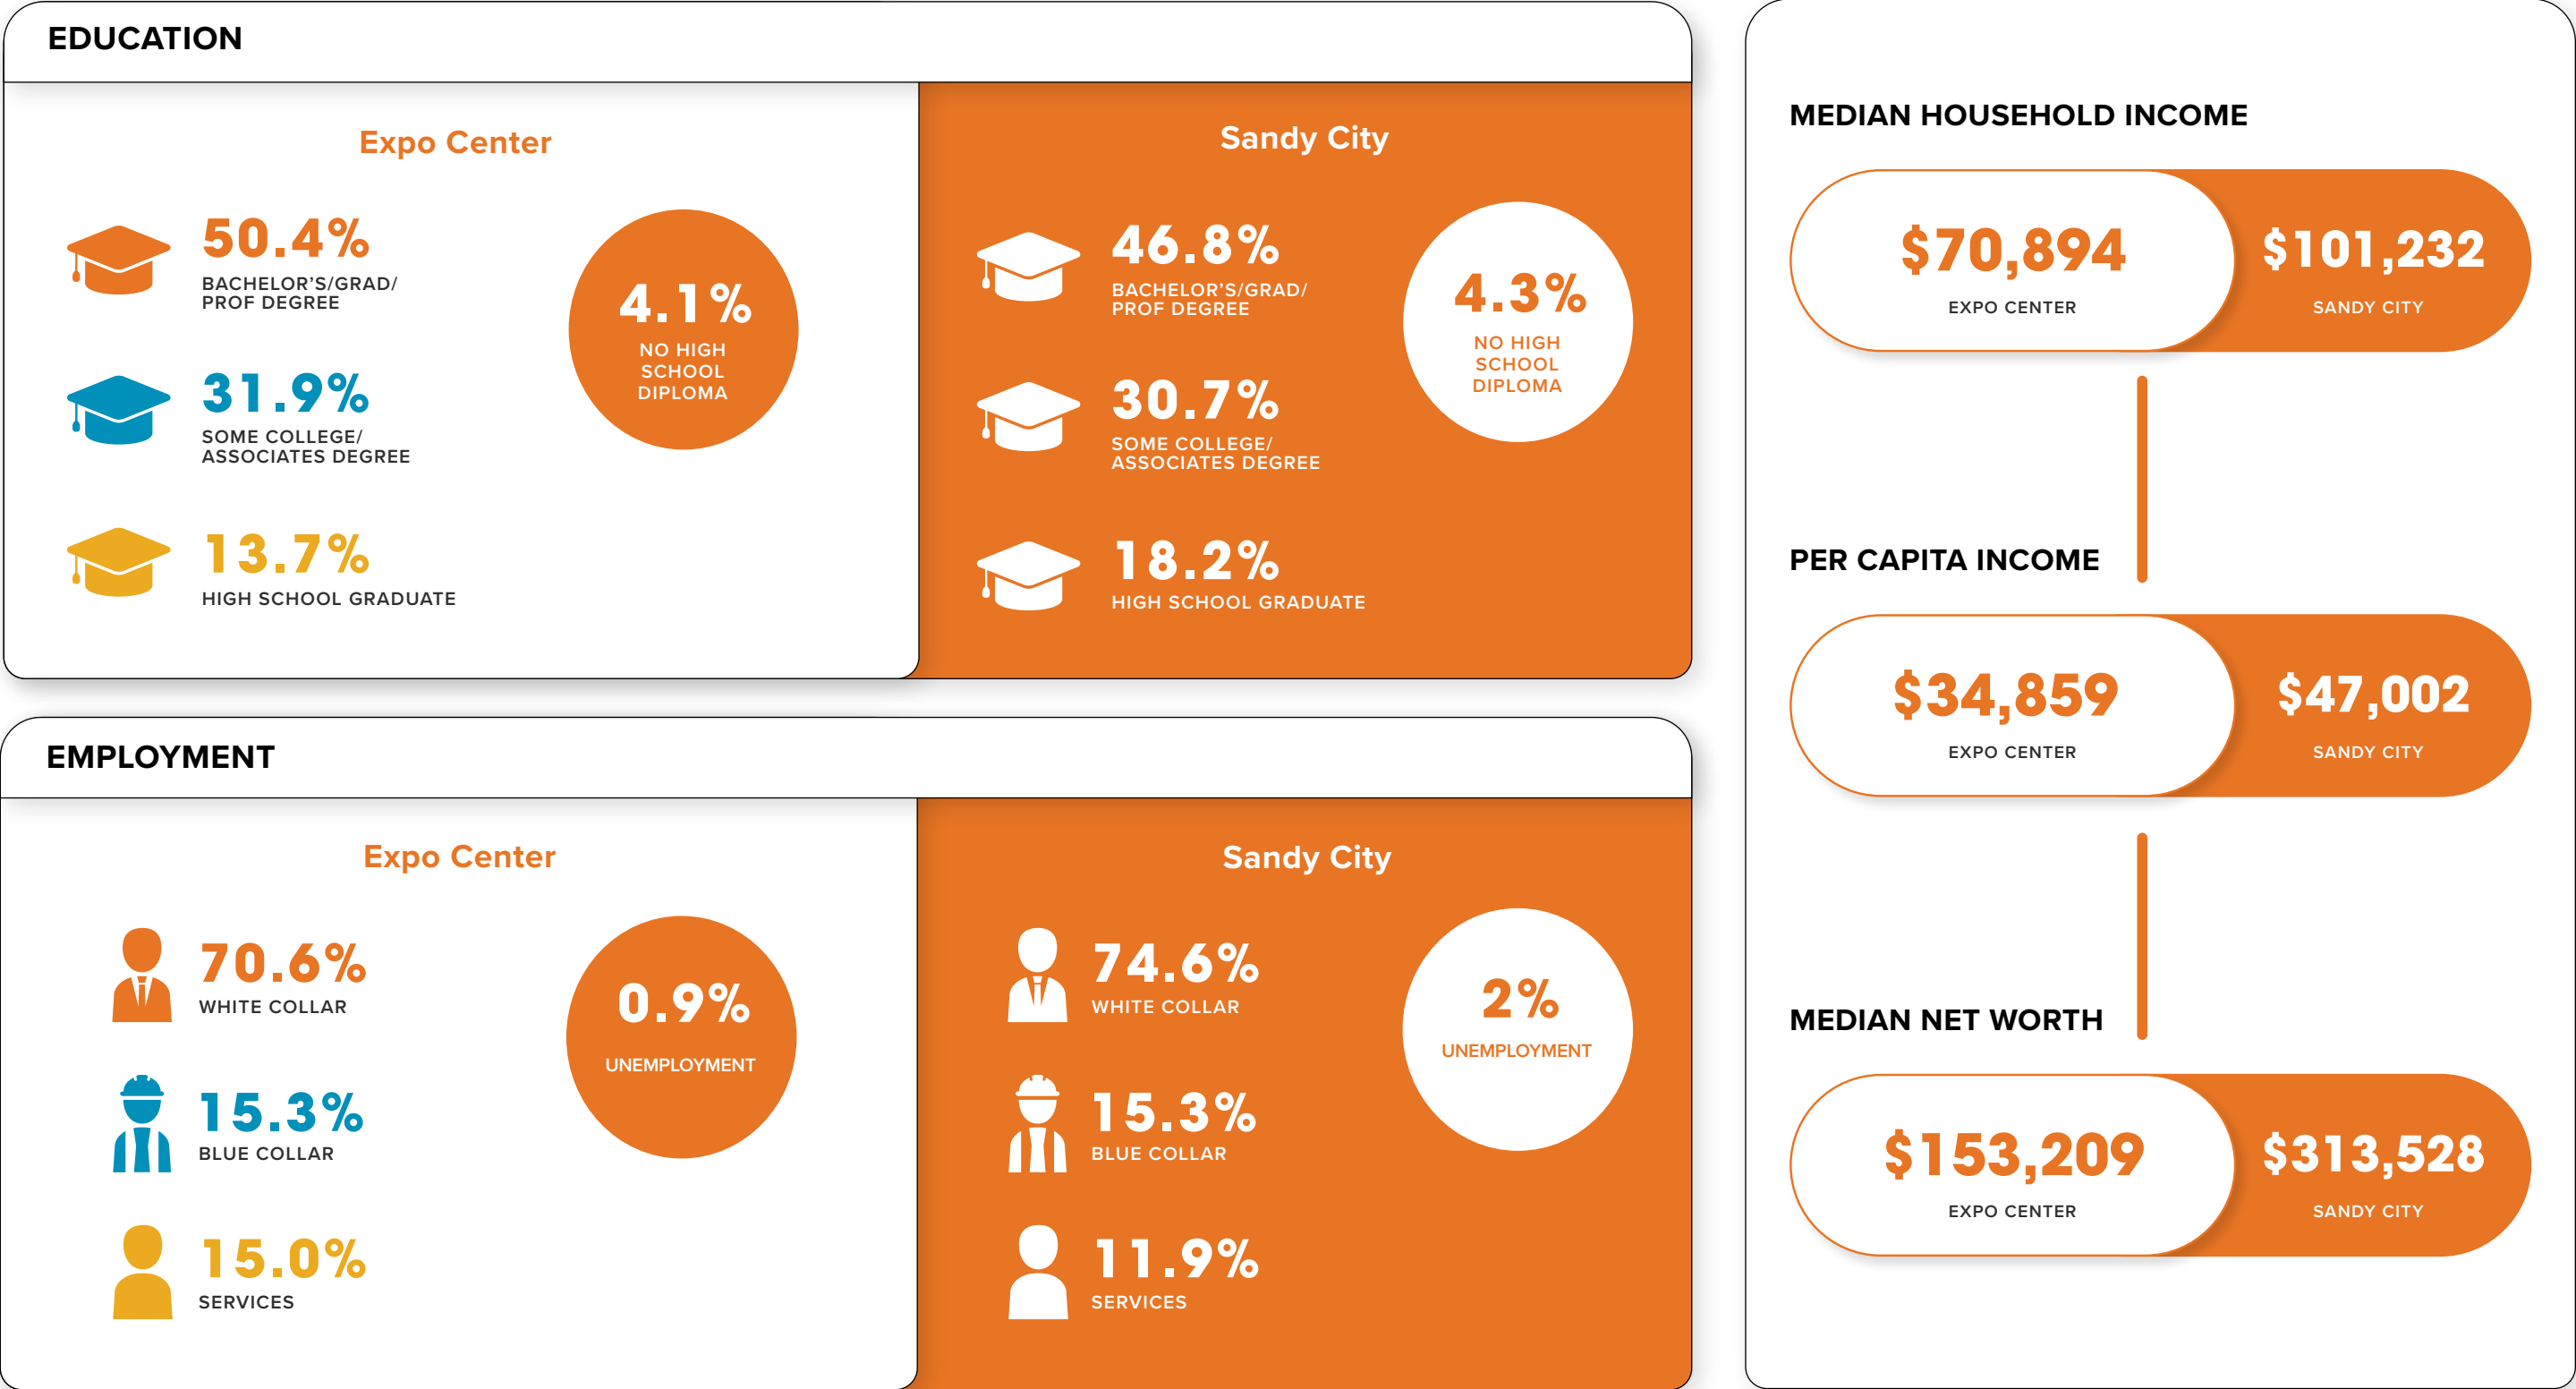 EDUCATION
Expo Center
50.4%
BACHELOR’S/GRAD/
PROF DEGREE
31.9%
SOME COLLEGE/
ASSOCIATES DEGREE
13.7%
HIGH SCHOOL GRADUATE
4.1%
NO HIGH
SCHOOL
DIPLOMA
Sandy City
46.8%
BACHELOR’S/GRAD/
PROF DEGREE
30.7%
SOME COLLEGE/
ASSOCIATES DEGREE
18.2%
HIGH SCHOOL GRADUATE
4.3%
NO HIGH
SCHOOL
DIPLOMA
EMPLOYMENT
Expo Center
70.6%
WHITE COLLAR
15.3%
BLUE COLLAR
15.0%
SERVICES
0.9%
UNEMPLOYMENT
Sandy City
74.6%
WHITE COLLAR
15.3%
BLUE COLLAR
11.9%
SERVICES
2%
UNEMPLOYMENT
MEDIAN HOUSEHOLD INCOME
$70,894
EXPO CENTER
$101,232
SANDY CITY
PER CAPITA INCOME
$34,859
EXPO CENTER
$47,002
SANDY CITY
MEDIAN NET WORTH
$153,209
EXPO CENTER
$313,528
SANDY CITY